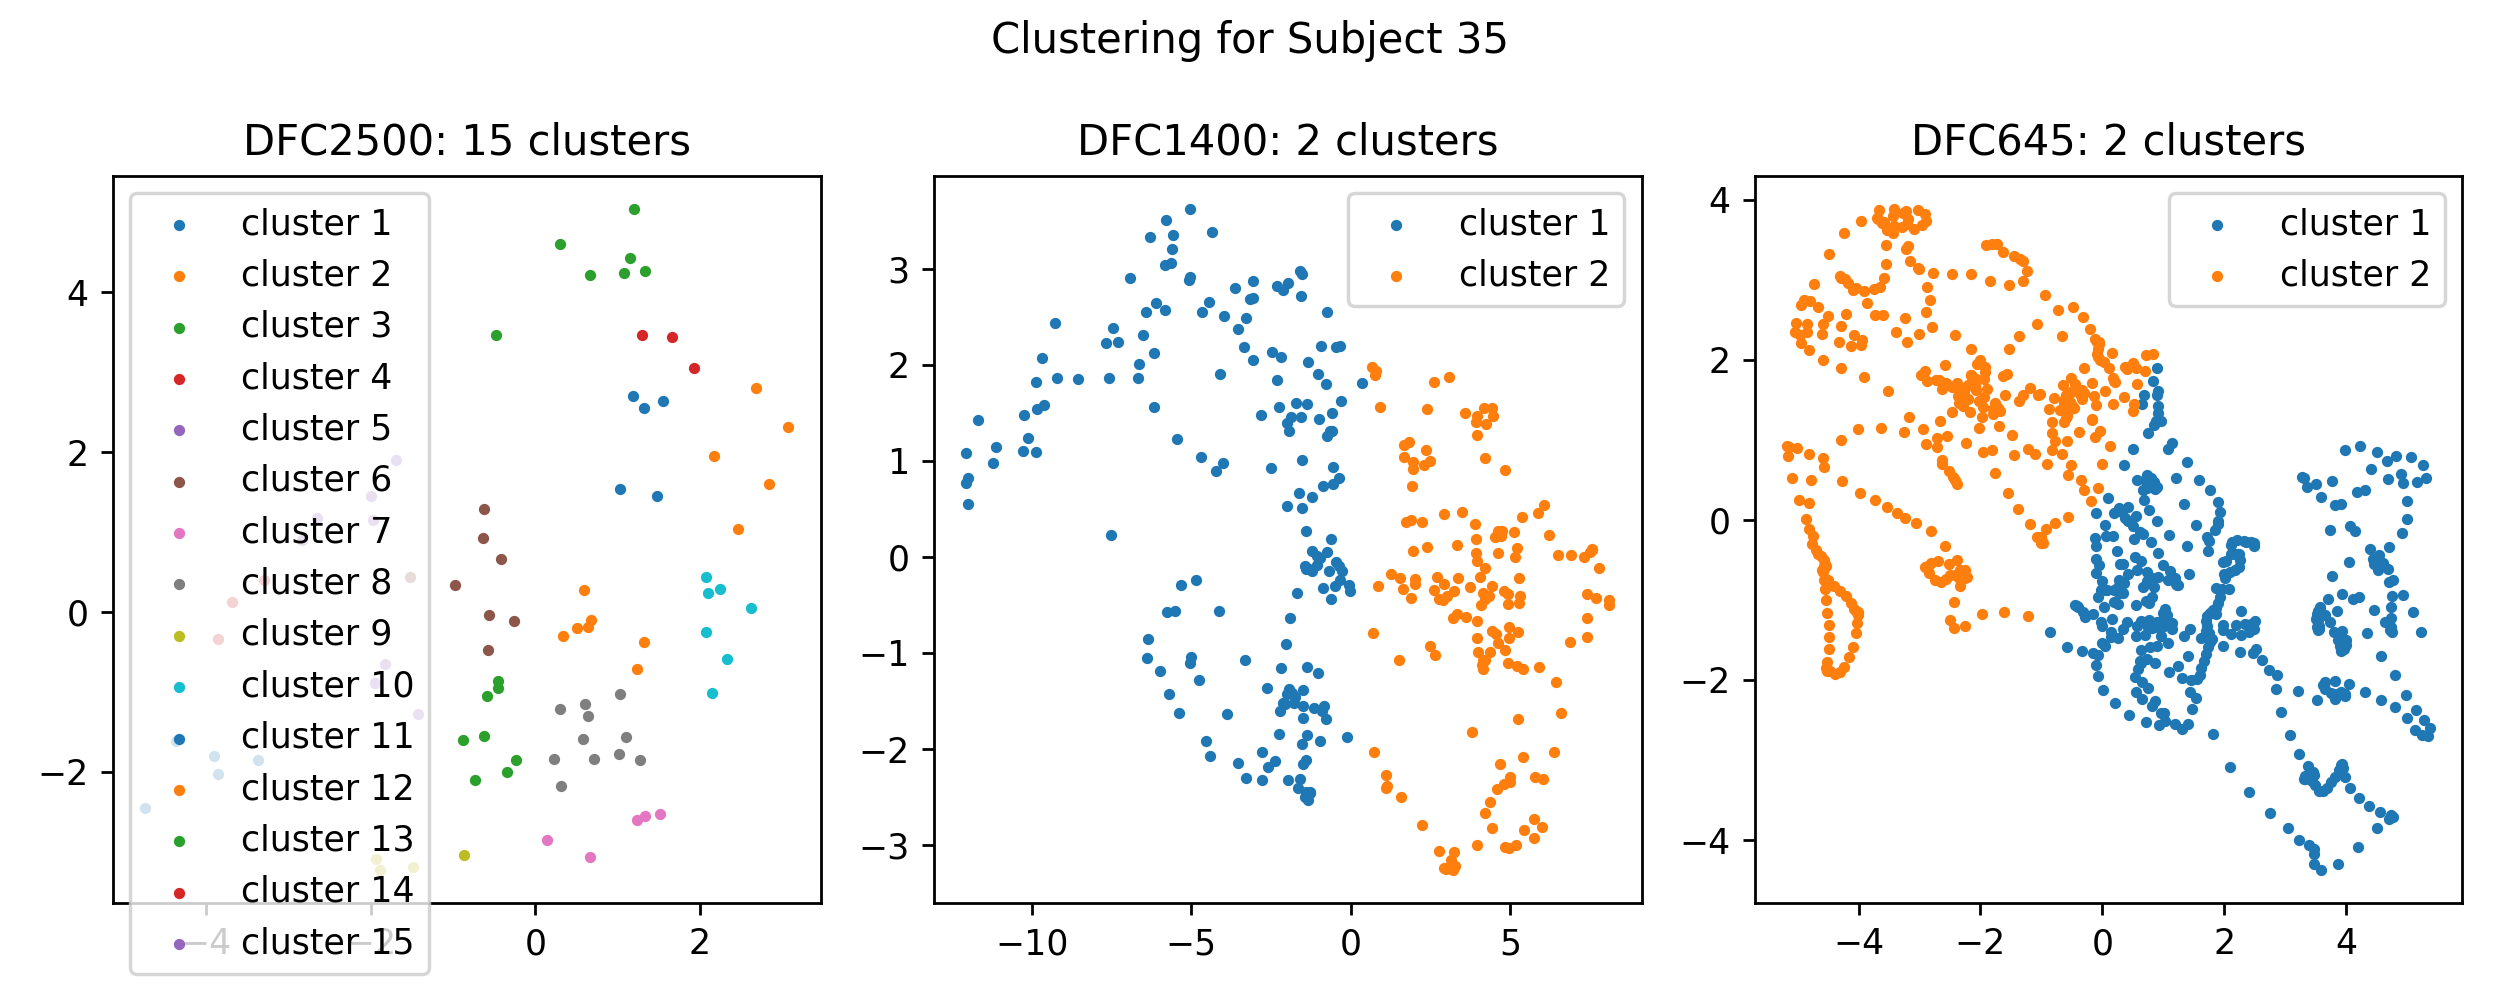 Clustering for Subject 35
DFC2500: 15 clusters
cluster 1
cluster 2
cluster 3
cluster 4
cluster 5
cluster 6
cluster 7
cluster 8
cluster 9
cluster 10
cluster 11
cluster 12
cluster 13
cluster 14
cluster 15
4
2
0
−2
−4
−2
0
2
DFC1400: 2 clusters
cluster 1
cluster 2
3
2
1
0
−1
−2
−3
−10
−5
0
5
DFC645: 2 clusters
cluster 1
cluster 2
4
2
0
−2
−4
−4
−2
0
2
4